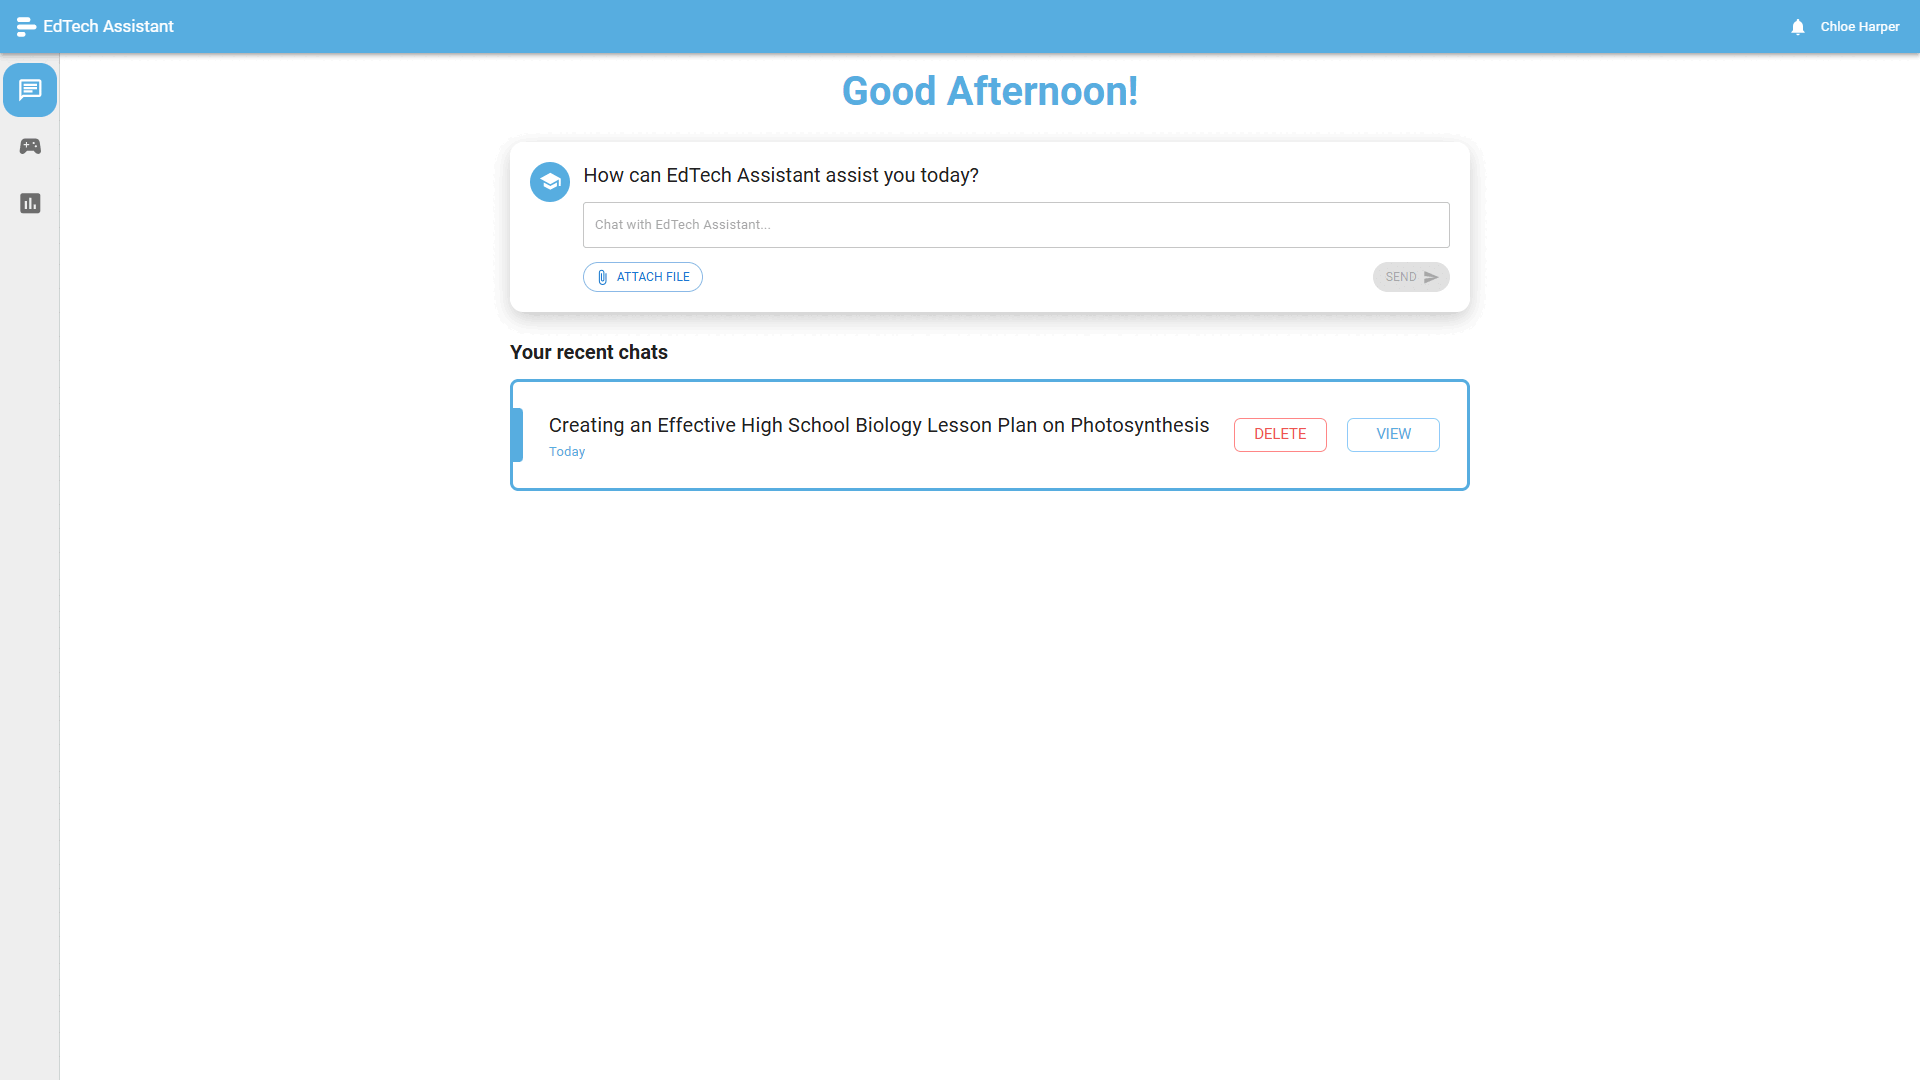 EdTech Assistant
Chloe Harper
Good Afternoon!
How can EdTech Assistant assist you today?
Chat with EdTech Assistant...
ATTACH FILE
SEND
Your recent chats
Creating an Effective High School Biology Lesson Plan on Photosynthesis
Today
DELETE
VIEW